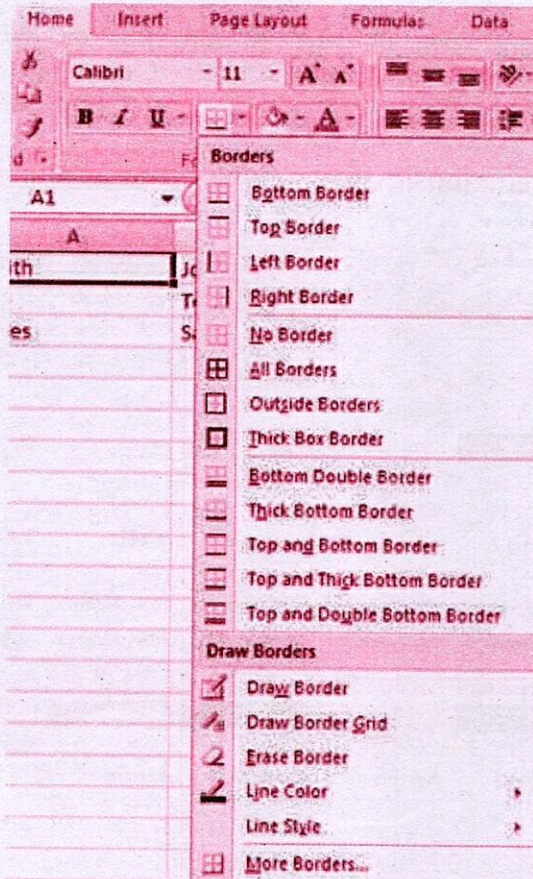 Home Insert Page Layout Formulas Data
Calibri 11 A A
B I U A
A1
A
Borders
Bottom Border
Top Border
Left Border
Right Border
No Border
All Borders
Outside Borders
Thick Box Border
Bottom Double Border
Thick Bottom Border
Top and Bottom Border
Top and Thick Bottom Border
Top and Double Bottom Border
Draw Borders
Draw Border
Draw Border Grid
Erase Border
Line Color
Line Style
More Borders...